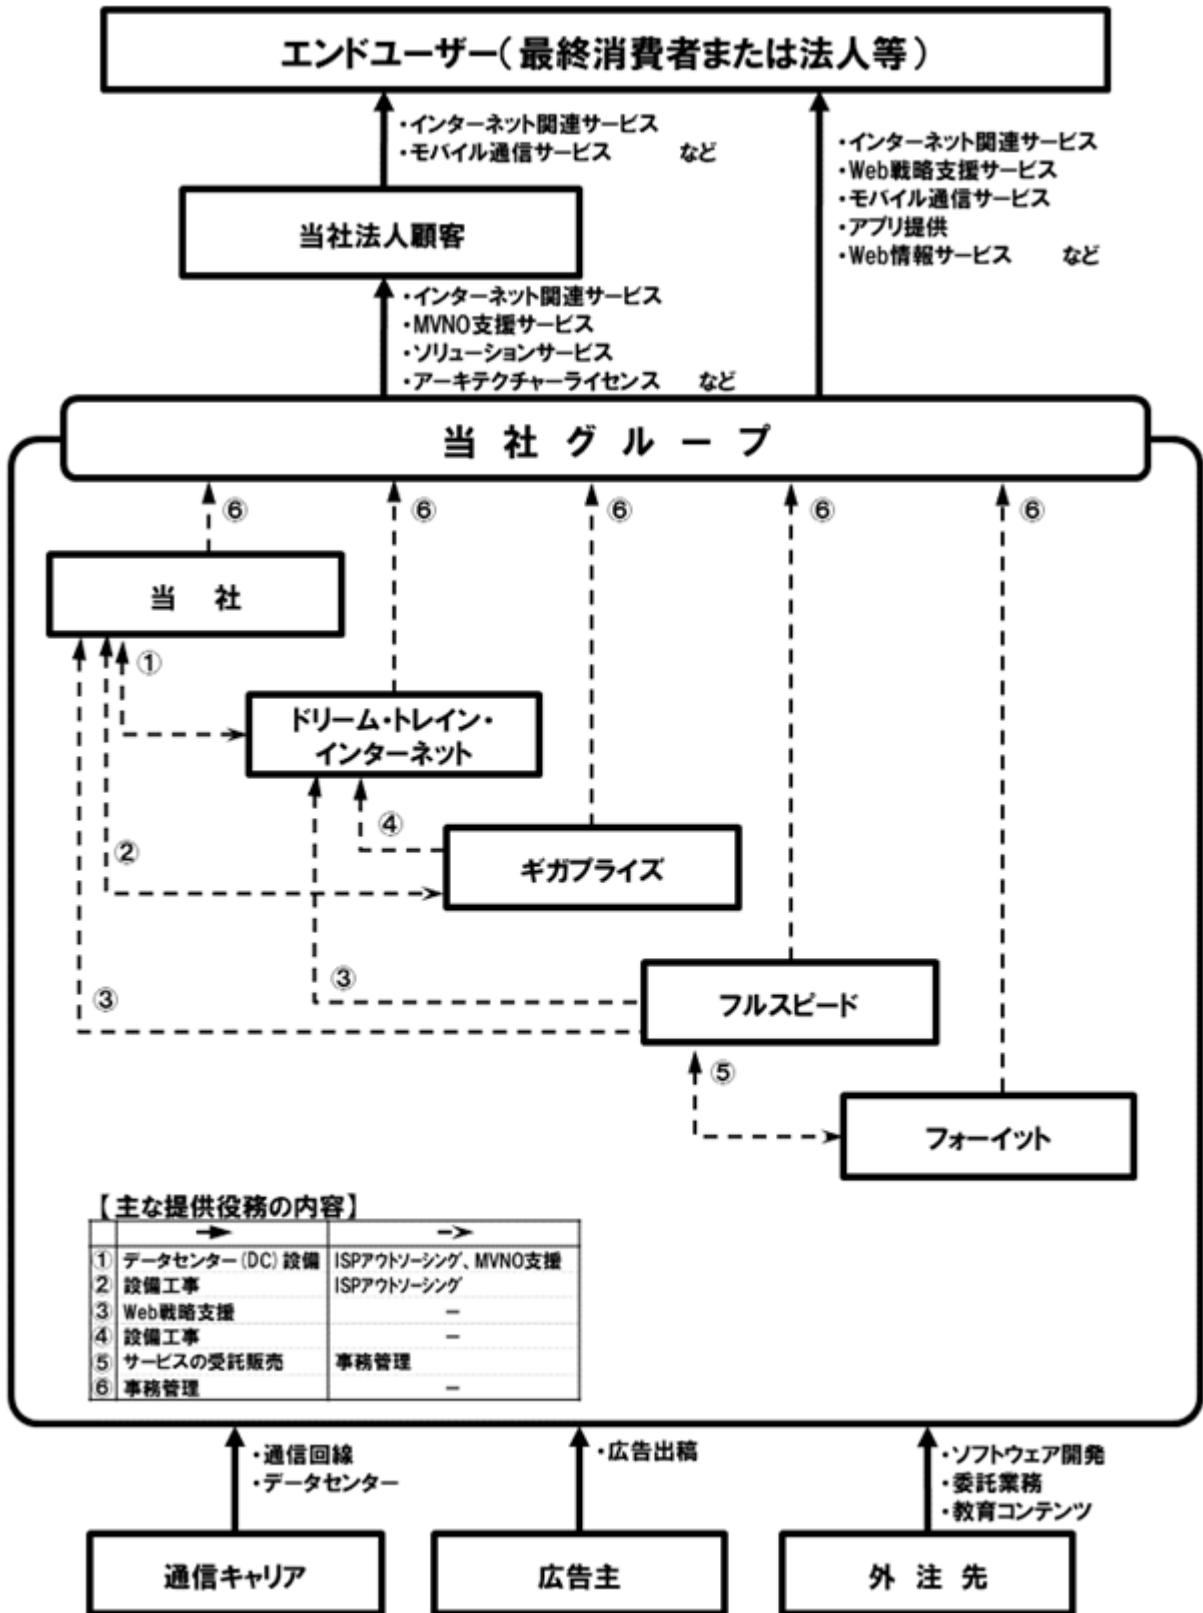 エンドユーザー(最終消費者または法人等)
・インターネット関連サービス
・モバイル通信サービス など
・インターネット関連サービス
・Web戦略支援サービス
・モバイル通信サービス
・アプリ提供
・Web情報サービス など
当社法人顧客
・インターネット関連サービス
・MVNO支援サービス
・ソリューションサービス
・アーキテクチャーライセンス など
当社グループ
⑥ ⑥ ⑥ ⑥ ⑥
当社
①
ドリーム・トレイン・
インターネット
④
②
ギガプライズ
③
③
フルスピード
⑤
フォーイット
【主な提供役務の内容】
① データセンター(DC)設備 ISPアウトソーシング、MVNO支援
② 設備工事 ISPアウトソーシング
③ Web戦略支援 －
④ 設備工事 －
⑤ サービスの受託販売 事務管理
⑥ 事務管理 －
・通信回線
・データセンター
・広告出稿
・ソフトウェア開発
・委託業務
・教育コンテンツ
通信キャリア
広告主
外注先